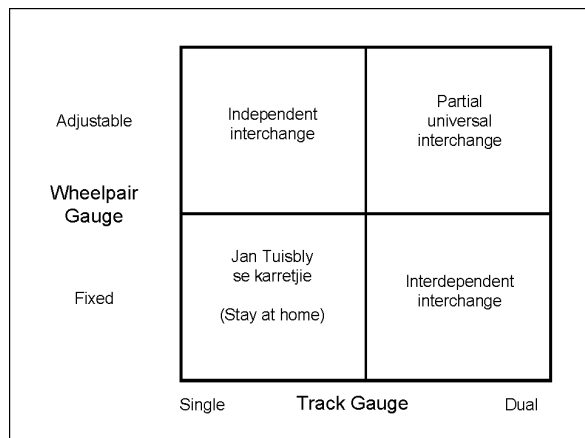 Adjustable
Independent
interchange
Partial
universal
interchange
Wheelpair
Gauge
Fixed
Jan Tuisbly
se karretjie
(Stay at home)
Interdependent
interchange
Single
Track Gauge
Dual